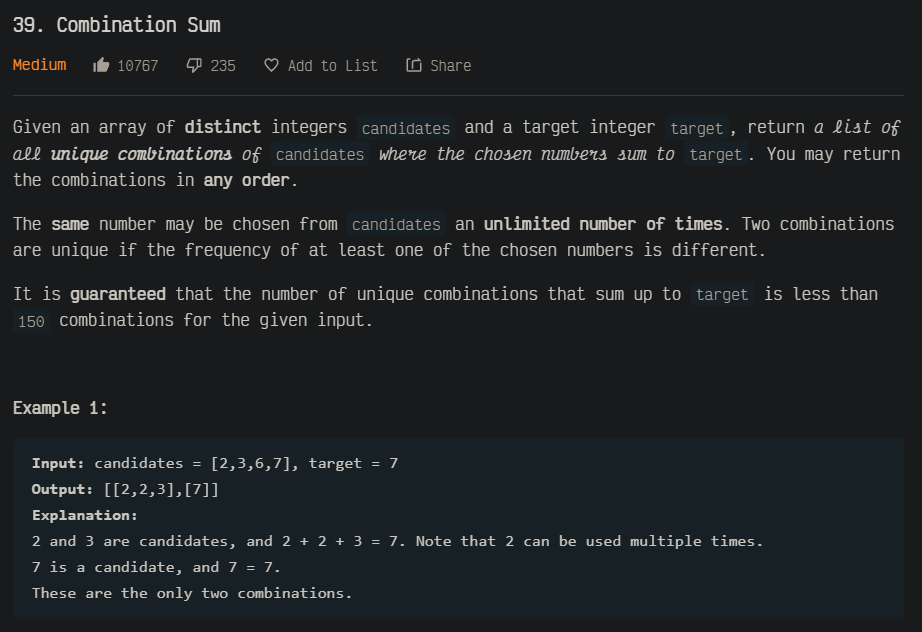 39. Combination Sum
Medium 10767 235 Add to List Share
Given an array of distinct integers candidates and a target integer target, return a list of
all unique combinations of candidates where the chosen numbers sum to target. You may return
the combinations in any order.
The same number may be chosen from candidates an unlimited number of times. Two combinations
are unique if the frequency of at least one of the chosen numbers is different.
It is guaranteed that the number of unique combinations that sum up to target is less than
150 combinations for the given input.
Example 1:
Input: candidates = [2,3,6,7], target = 7
Output: [[2,2,3],[7]]
Explanation:
2 and 3 are candidates, and 2 + 2 + 3 = 7. Note that 2 can be used multiple times.
7 is a candidate, and 7 = 7.
These are the only two combinations.